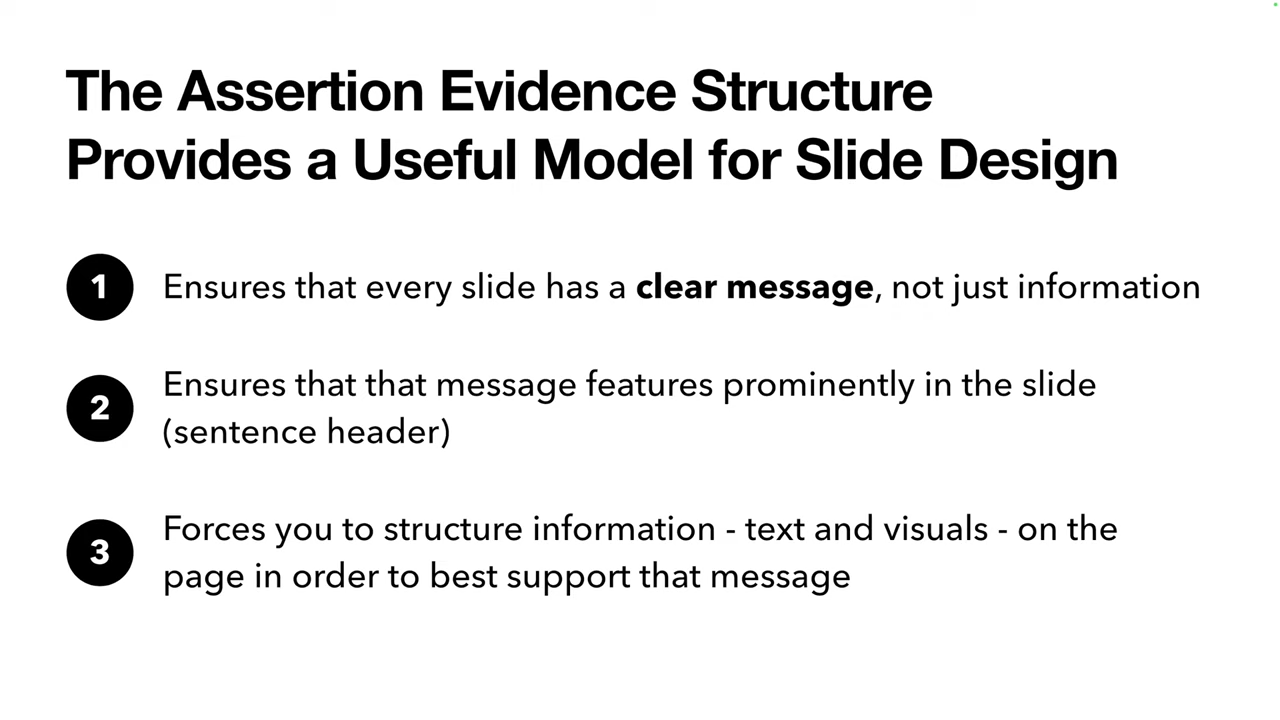 The Assertion Evidence Structure
Provides a Useful Model for Slide Design
1 Ensures that every slide has a clear message, not just information
2 Ensures that that message features prominently in the slide
(sentence header)
3 Forces you to structure information - text and visuals - on the
page in order to best support that message